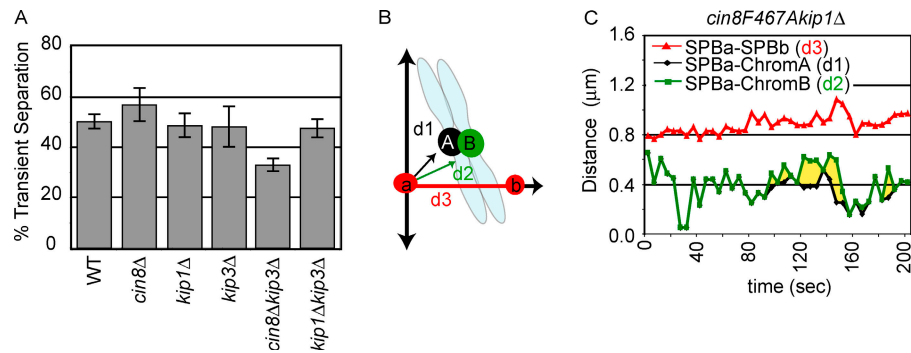 A
% Transient Separation
80
60
40
20
0
WT
cin8Δ
kip1Δ
kip3Δ
cin8Δkip3Δ
kip1Δkip3Δ
B
d1
A
B
d2
a
d3
b
C
cin8F467Akip1Δ
Distance (µm)
1.6
1.2
0.8
0.4
0.0
SPBa-SPBb (d3)
SPBa-ChromA (d1)
SPBa-ChromB (d2)
0
40
80
120
160
200
time (sec)